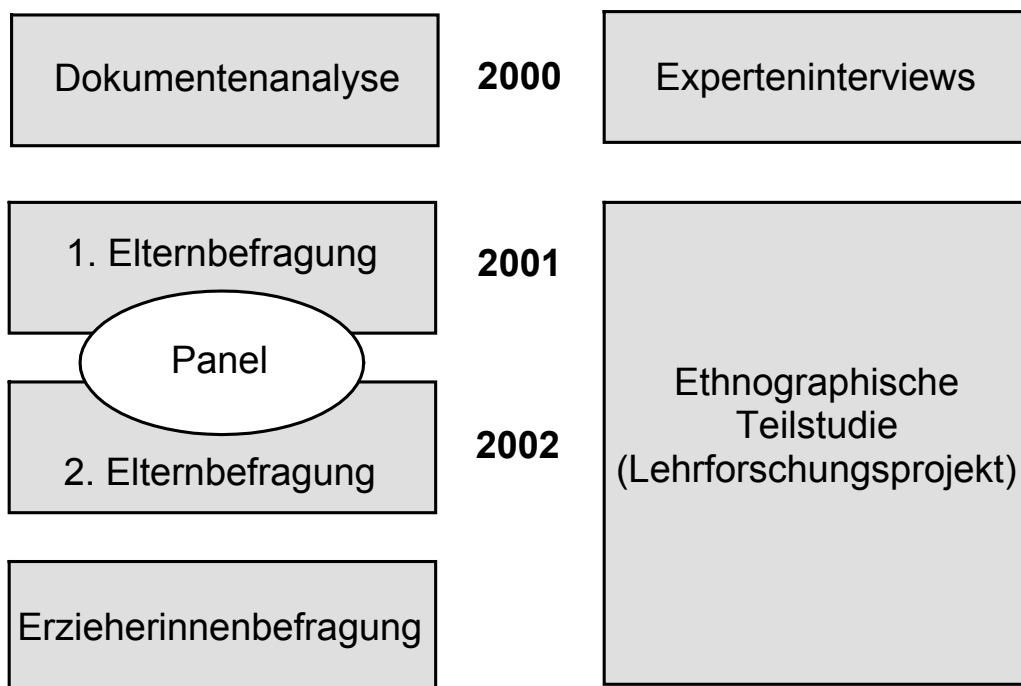 Dokumentenanalyse
2000
Experteninterviews
1. Elternbefragung
2001
Panel
Ethnographische
Teilstudie
(Lehrforschungsprojekt)
2002
2. Elternbefragung
Erzieherinnenbefragung